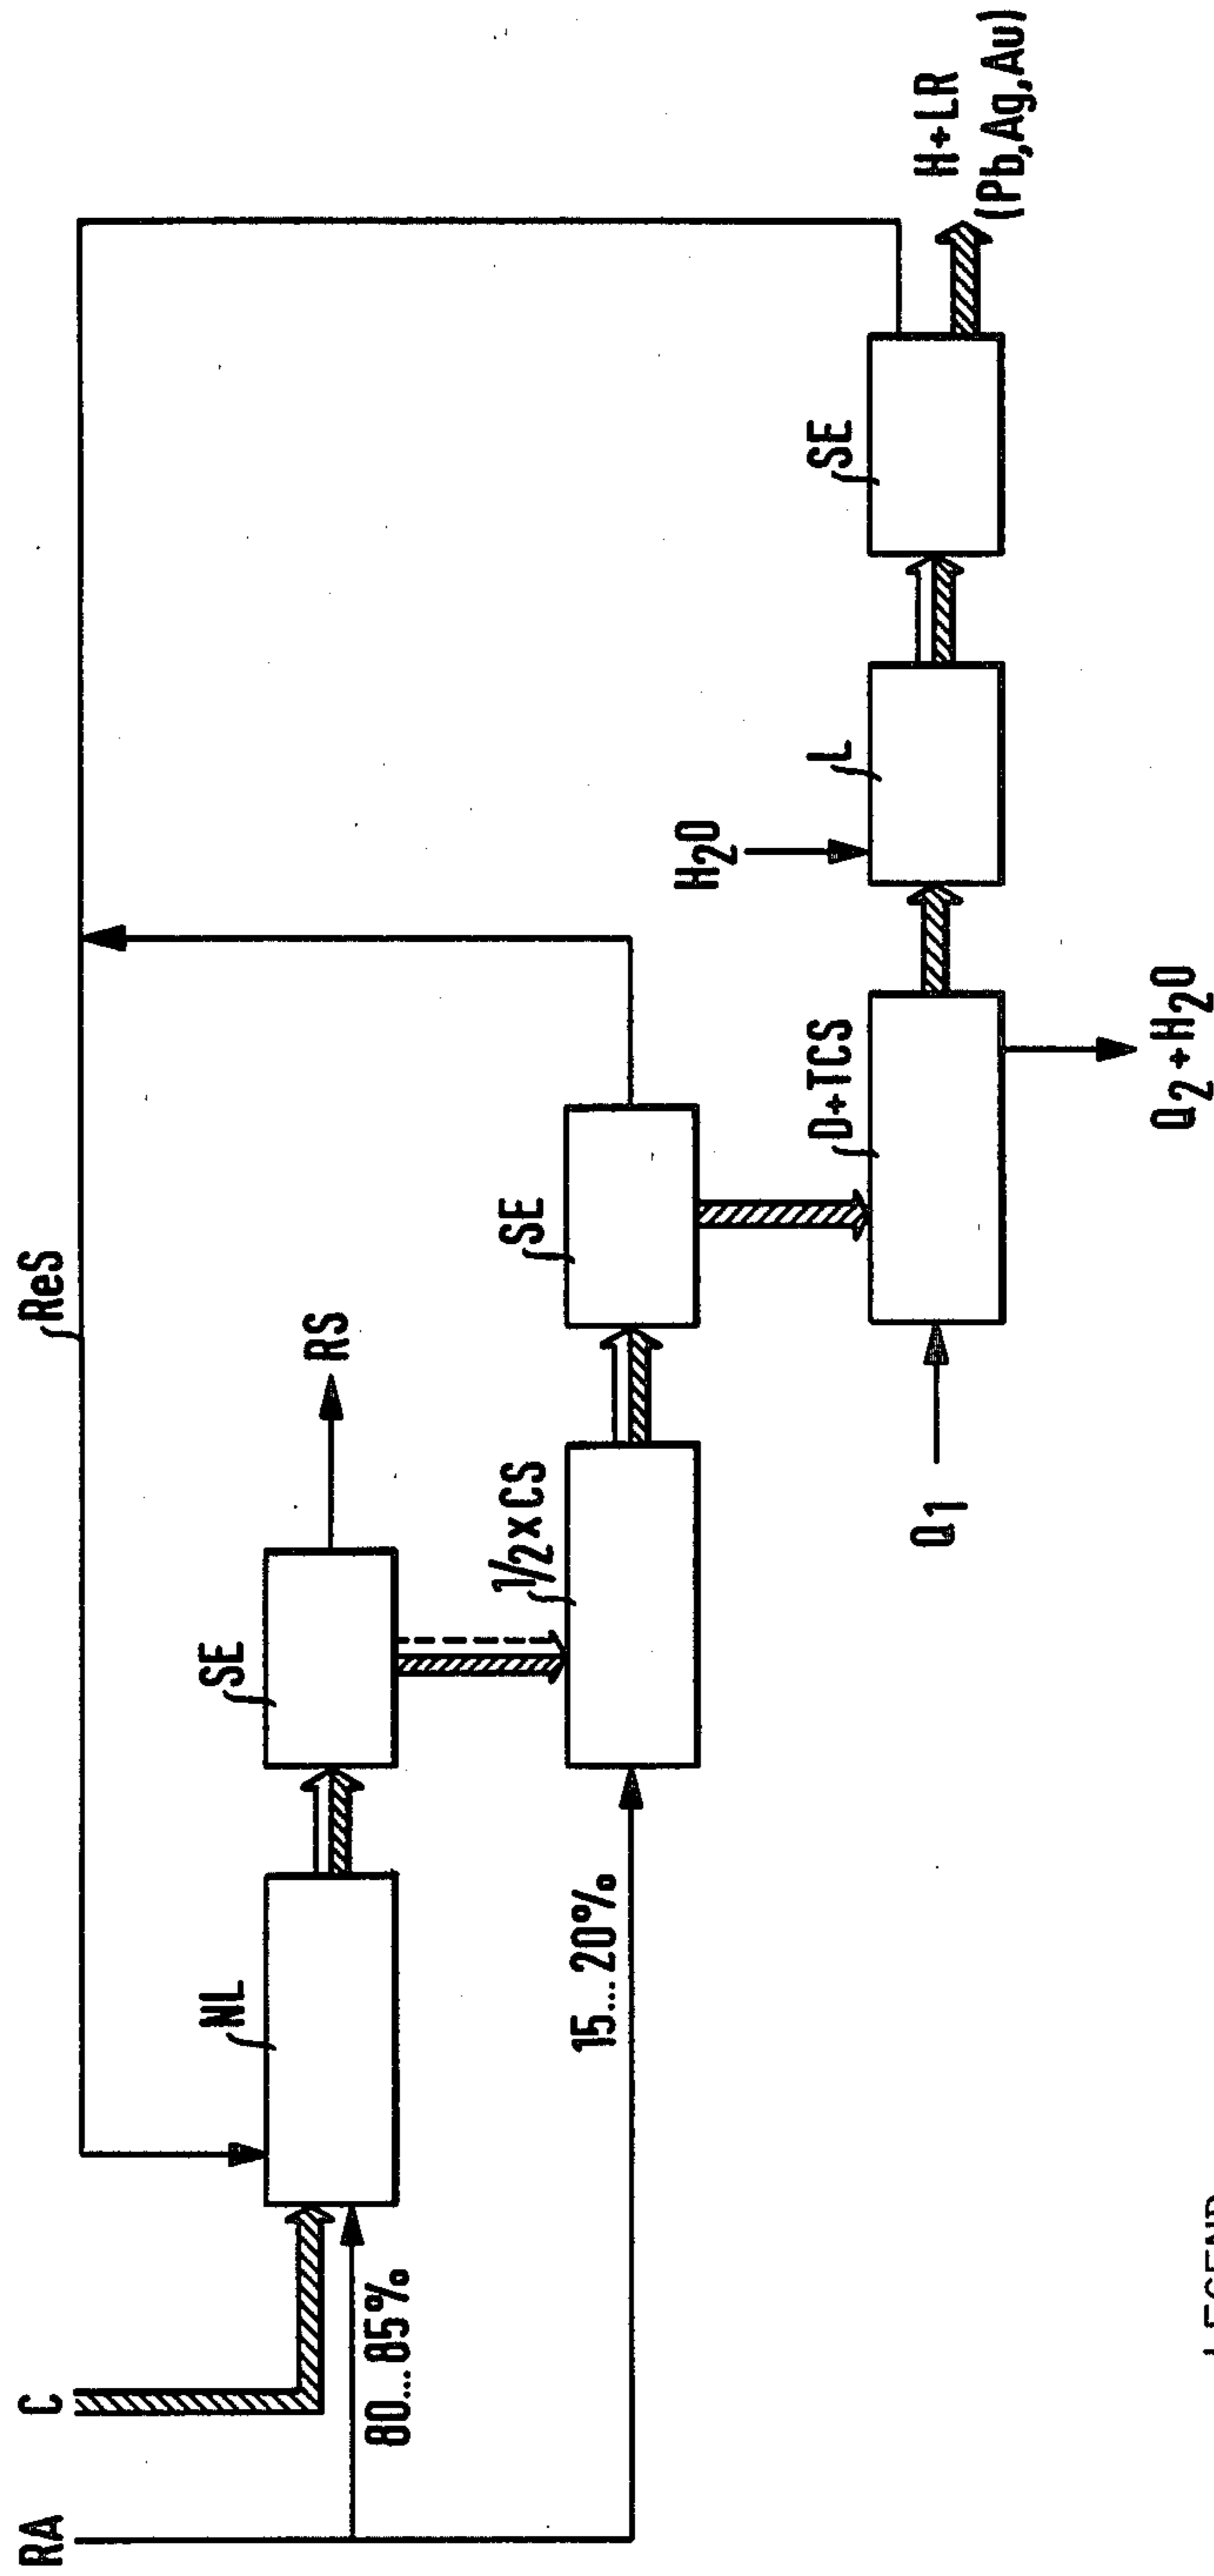 RA
C
ReS
80...85%
NL
SE
RS
15...20%
1/2xCS
SE
Q1
D+TCS
Q2+H2O
H2O
L
SE
H+LR
(Pb,Ag,Au)